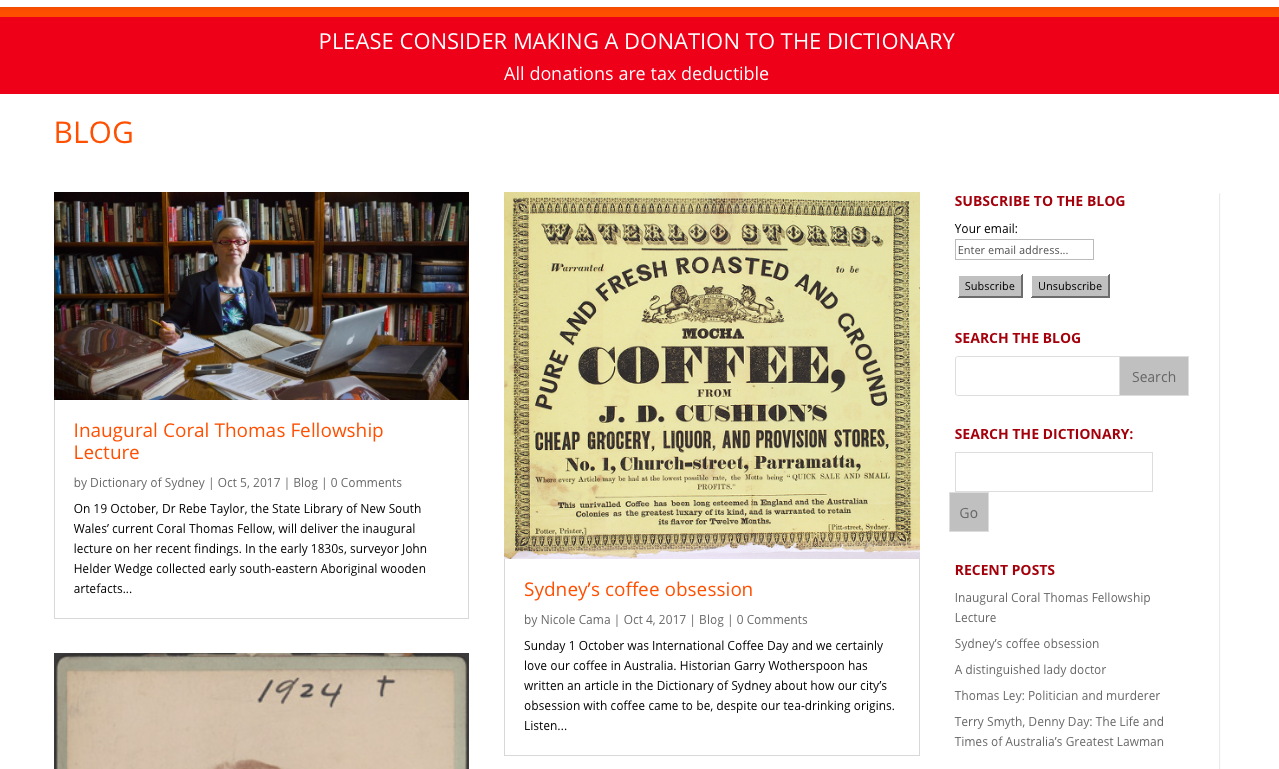 PLEASE CONSIDER MAKING A DONATION TO THE DICTIONARY
All donations are tax deductible
BLOG
Inaugural Coral Thomas Fellowship
Lecture
by Dictionary of Sydney | Oct 5, 2017 | Blog | 0 Comments
On 19 October, Dr Rebe Taylor, the State Library of New South
Wales’ current Coral Thomas Fellow, will deliver the inaugural
lecture on her recent findings. In the early 1830s, surveyor John
Helder Wedge collected early south-eastern Aboriginal wooden
artefacts...
1924 †
WATERLOO STORES.
Warranted to be
PURE AND FRESH ROASTED AND GROUND
MOCHA
COFFEE,
FROM
J. D. CUSHION'S
CHEAP GROCERY, LIQUOR, AND PROVISION STORES,
No. 1, Church-street, Parramatta,
Where every Article may be had at the lowest possible rate, the Motto being "QUICK SALE AND SMALL
PROFITS."
This unrivalled Coffee has been long esteemed in England and the Australian
Colonies as the greatest luxury of its kind, and is warranted to retain
its flavor for Twelve Months.
Potter, Printer,] [Pitt-street, Sydney.
Sydney’s coffee obsession
by Nicole Cama | Oct 4, 2017 | Blog | 0 Comments
Sunday 1 October was International Coffee Day and we certainly
love our coffee in Australia. Historian Garry Wotherspoon has
written an article in the Dictionary of Sydney about how our city’s
obsession with coffee came to be, despite our tea-drinking origins.
Listen...
SUBSCRIBE TO THE BLOG
Your email:
Enter email address...
Subscribe Unsubscribe
SEARCH THE BLOG
Search
SEARCH THE DICTIONARY:
Go
RECENT POSTS
Inaugural Coral Thomas Fellowship
Lecture
Sydney’s coffee obsession
A distinguished lady doctor
Thomas Ley: Politician and murderer
Terry Smyth, Denny Day: The Life and
Times of Australia’s Greatest Lawman